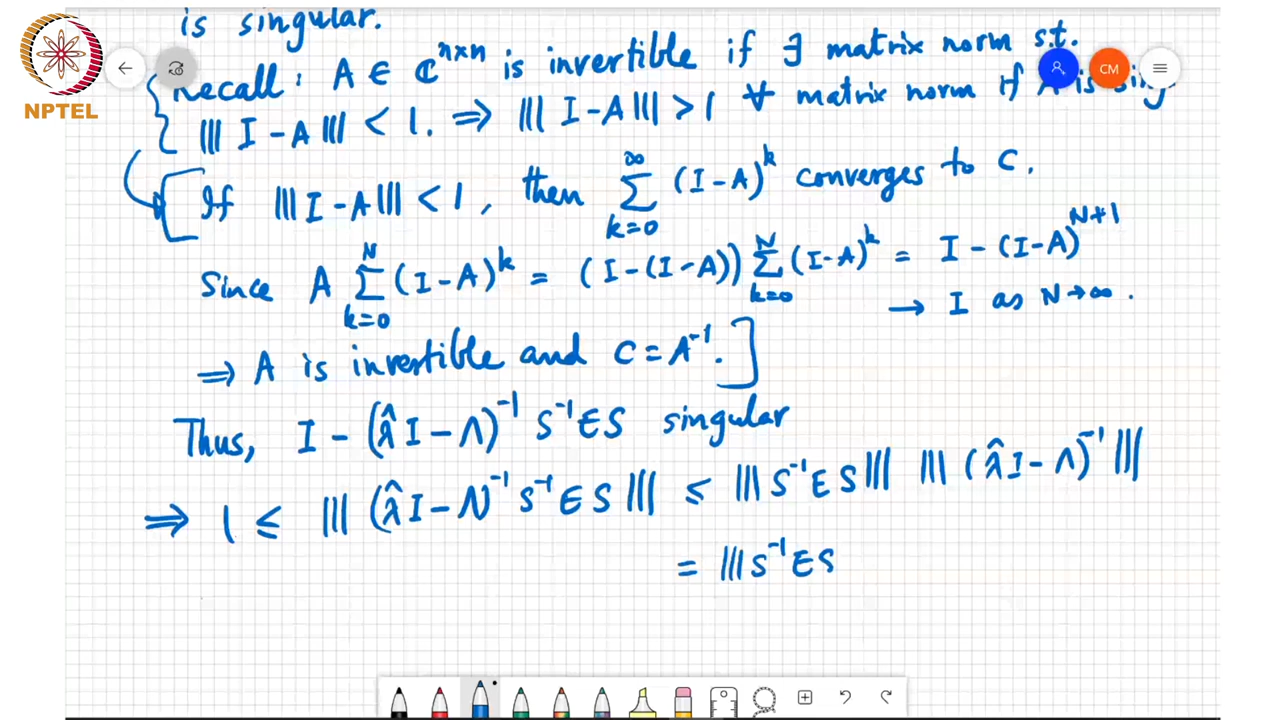 is singular.
Recall: A ∈ ℂ^{n×n} is invertible if ∃ matrix norm s.t.
||| I - A ||| < 1. ⇒ ||| I - A ||| > 1 ∀ matrix norm if A is sing
If ||| I - A ||| < 1, then ∑_{k=0}^{∞} (I-A)^k converges to C.
Since A ∑_{k=0}^{N} (I-A)^k = (I-(I-A)) ∑_{k=0}^{N} (I-A)^k = I - (I-A)^{N+1}
→ I as N→∞.
⇒ A is invertible and C = A^{-1}.]
Thus, I - (λ̂I - Λ)^{-1} S^{-1}ES singular
⇒ 1 ≤ ||| (λ̂I - Λ)^{-1} S^{-1}ES ||| ≤ ||| S^{-1}ES ||| ||| (λ̂I - Λ)^{-1} |||
= ||| S^{-1}ES
NPTEL
CM